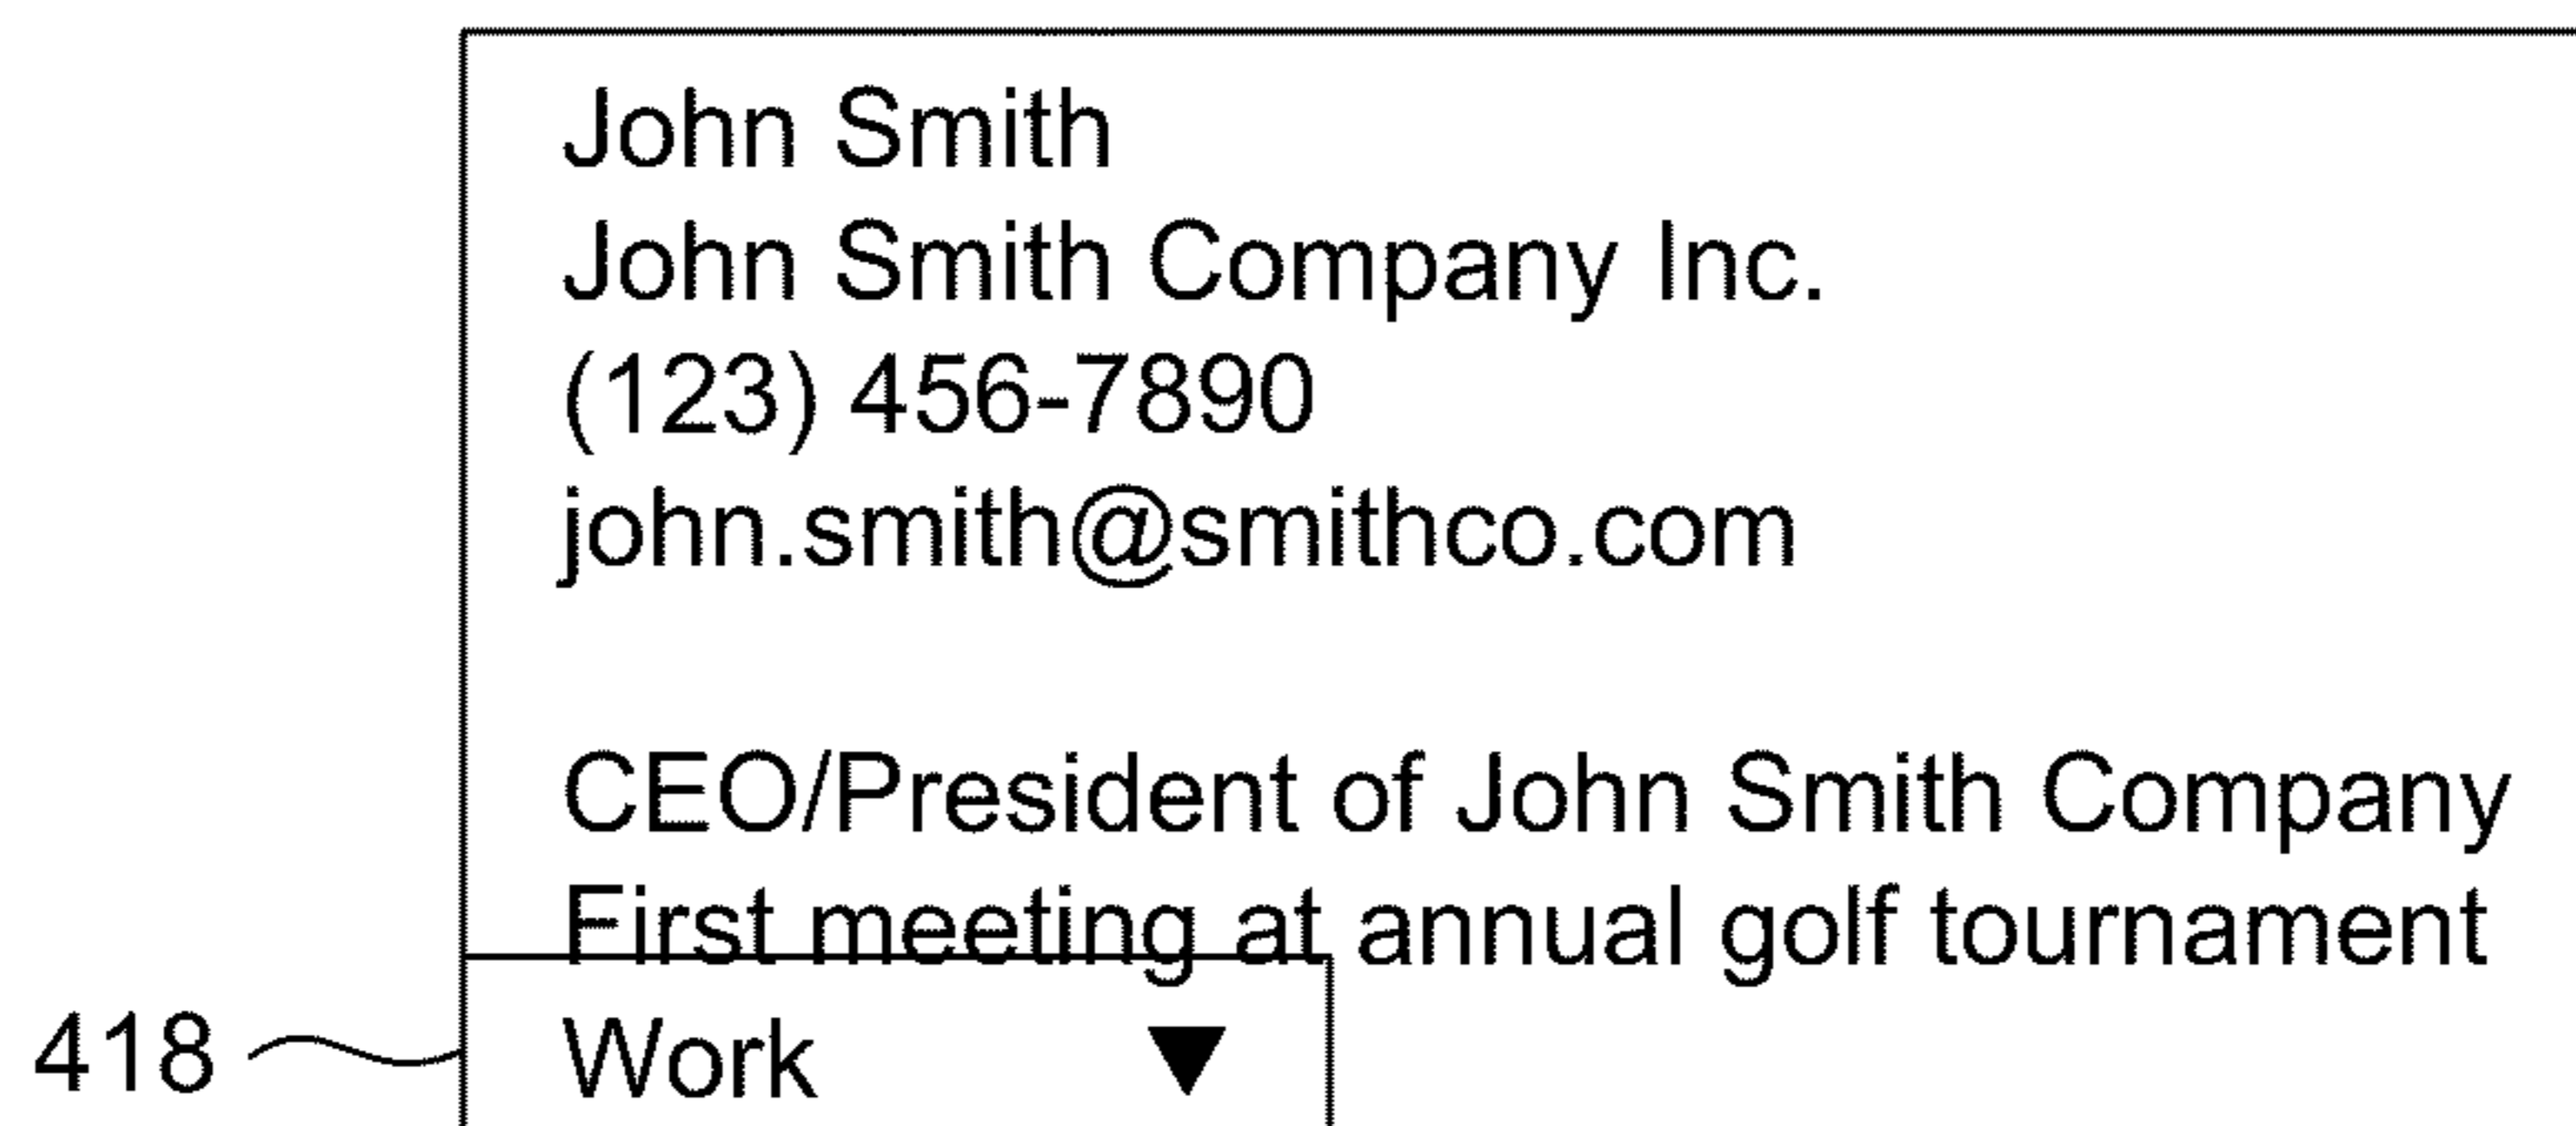 John Smith
John Smith Company Inc.
(123) 456-7890
john.smith@smithco.com
CEO/President of John Smith Company
First meeting at annual golf tournament
418 Work ▼